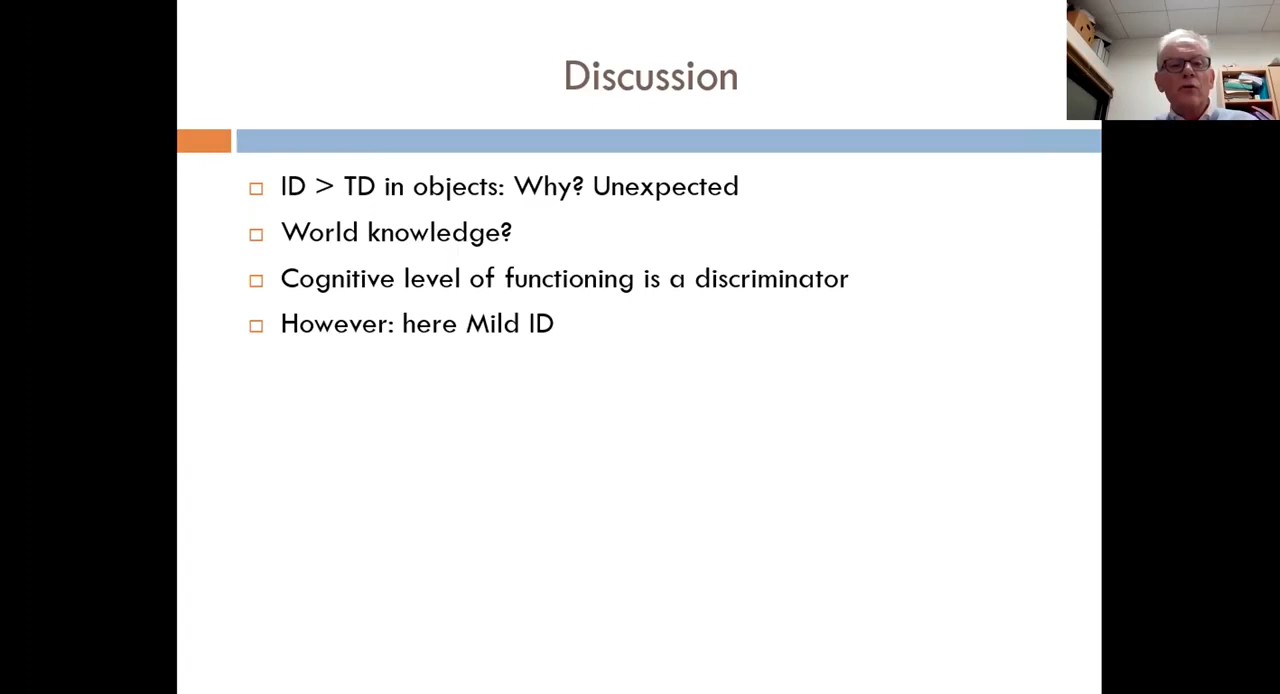 Discussion
ID > TD in objects: Why? Unexpected
World knowledge?
Cognitive level of functioning is a discriminator
However: here Mild ID